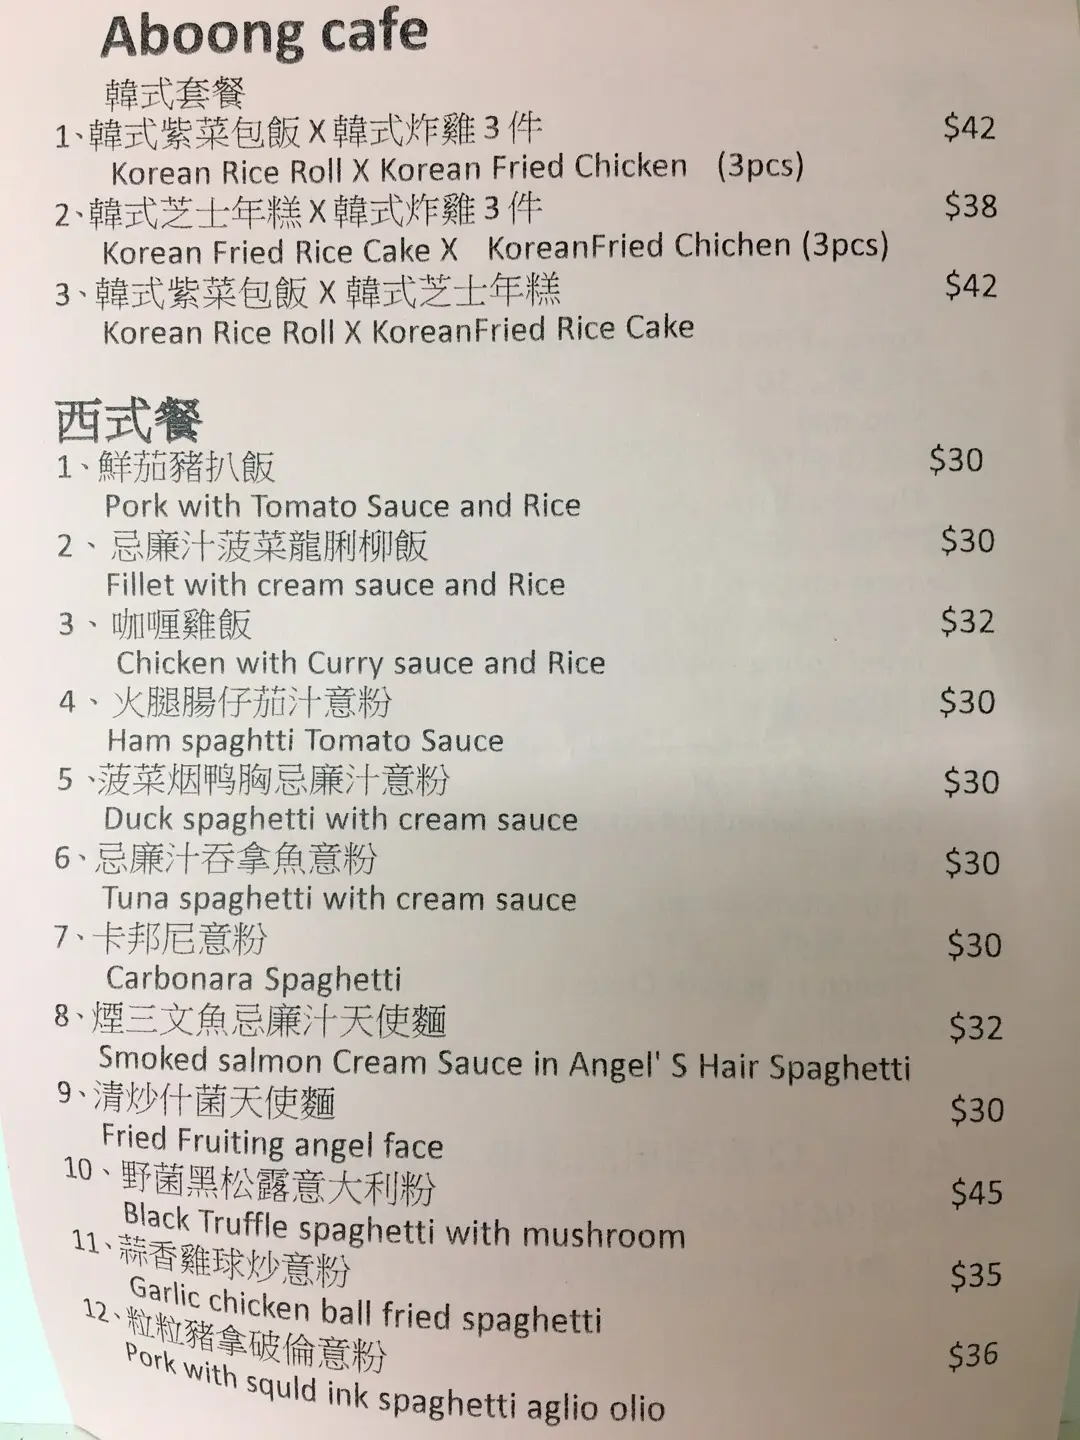 Aboong cafe
韓式套餐
1、韓式紫菜包飯 X 韓式炸雞 3 件 $42
Korean Rice Roll X Korean Fried Chicken (3pcs)
2、韓式芝士年糕 X 韓式炸雞 3 件 $38
Korean Fried Rice Cake X KoreanFried Chichen (3pcs)
3、韓式紫菜包飯 X 韓式芝士年糕 $42
Korean Rice Roll X KoreanFried Rice Cake
西式餐
1、鮮茄豬扒飯 $30
Pork with Tomato Sauce and Rice
2、忌廉汁菠菜龍脷柳飯 $30
Fillet with cream sauce and Rice
3、咖喱雞飯 $32
Chicken with Curry sauce and Rice
4、火腿腸仔茄汁意粉 $30
Ham spaghtti Tomato Sauce
5、菠菜烟鸭胸忌廉汁意粉 $30
Duck spaghetti with cream sauce
6、忌廉汁吞拿魚意粉 $30
Tuna spaghetti with cream sauce
7、卡邦尼意粉 $30
Carbonara Spaghetti
8、煙三文魚忌廉汁天使麵 $32
Smoked salmon Cream Sauce in Angel' S Hair Spaghetti
9、清炒什菌天使麵 $30
Fried Fruiting angel face
10、野菌黑松露意大利粉 $45
Black Truffle spaghetti with mushroom
11、蒜香雞球炒意粉 $35
Garlic chicken ball fried spaghetti
12、粒粒豬拿破倫意粉 $36
Pork with squld ink spaghetti aglio olio